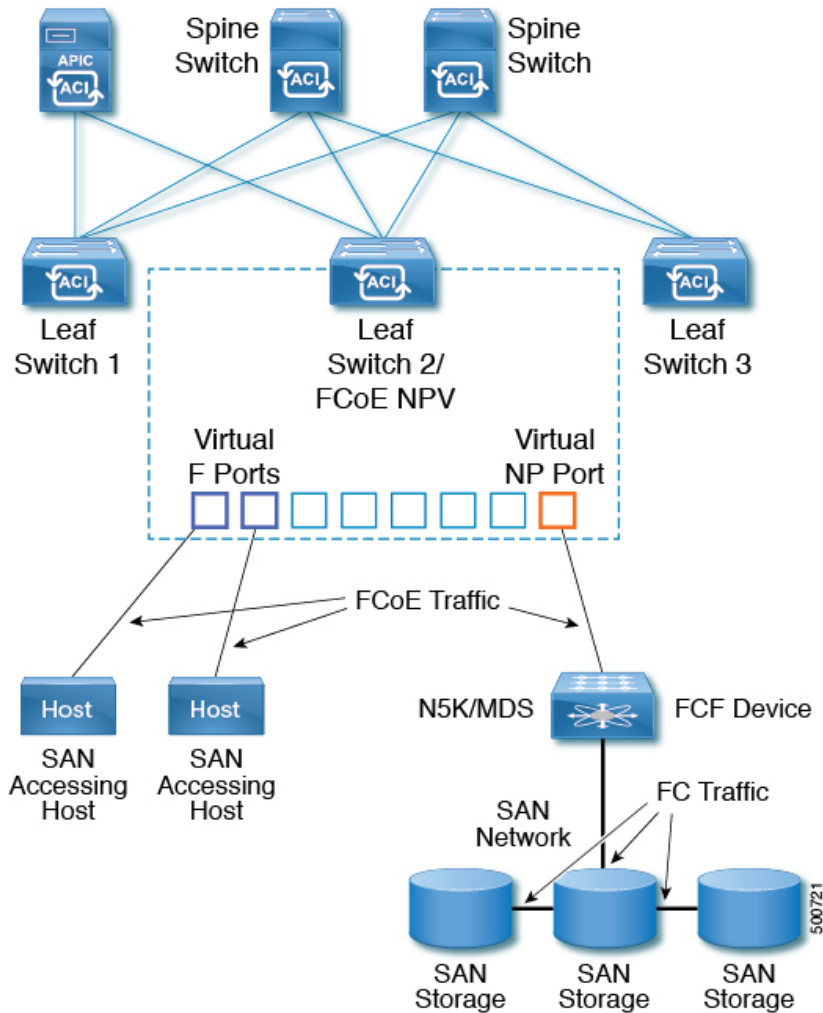 Spine
Switch
Spine
Switch
APIC
ACI
ACI
ACI
ACI
ACI
ACI
Leaf
Switch 1
Leaf
Switch 2/
FCoE NPV
Leaf
Switch 3
Virtual
F Ports
Virtual
NP Port
FCoE Traffic
Host
Host
N5K/MDS
FCF Device
SAN
Accessing
Host
SAN
Accessing
Host
FC Traffic
SAN
Network
SAN
Storage
SAN
Storage
SAN
Storage
500721